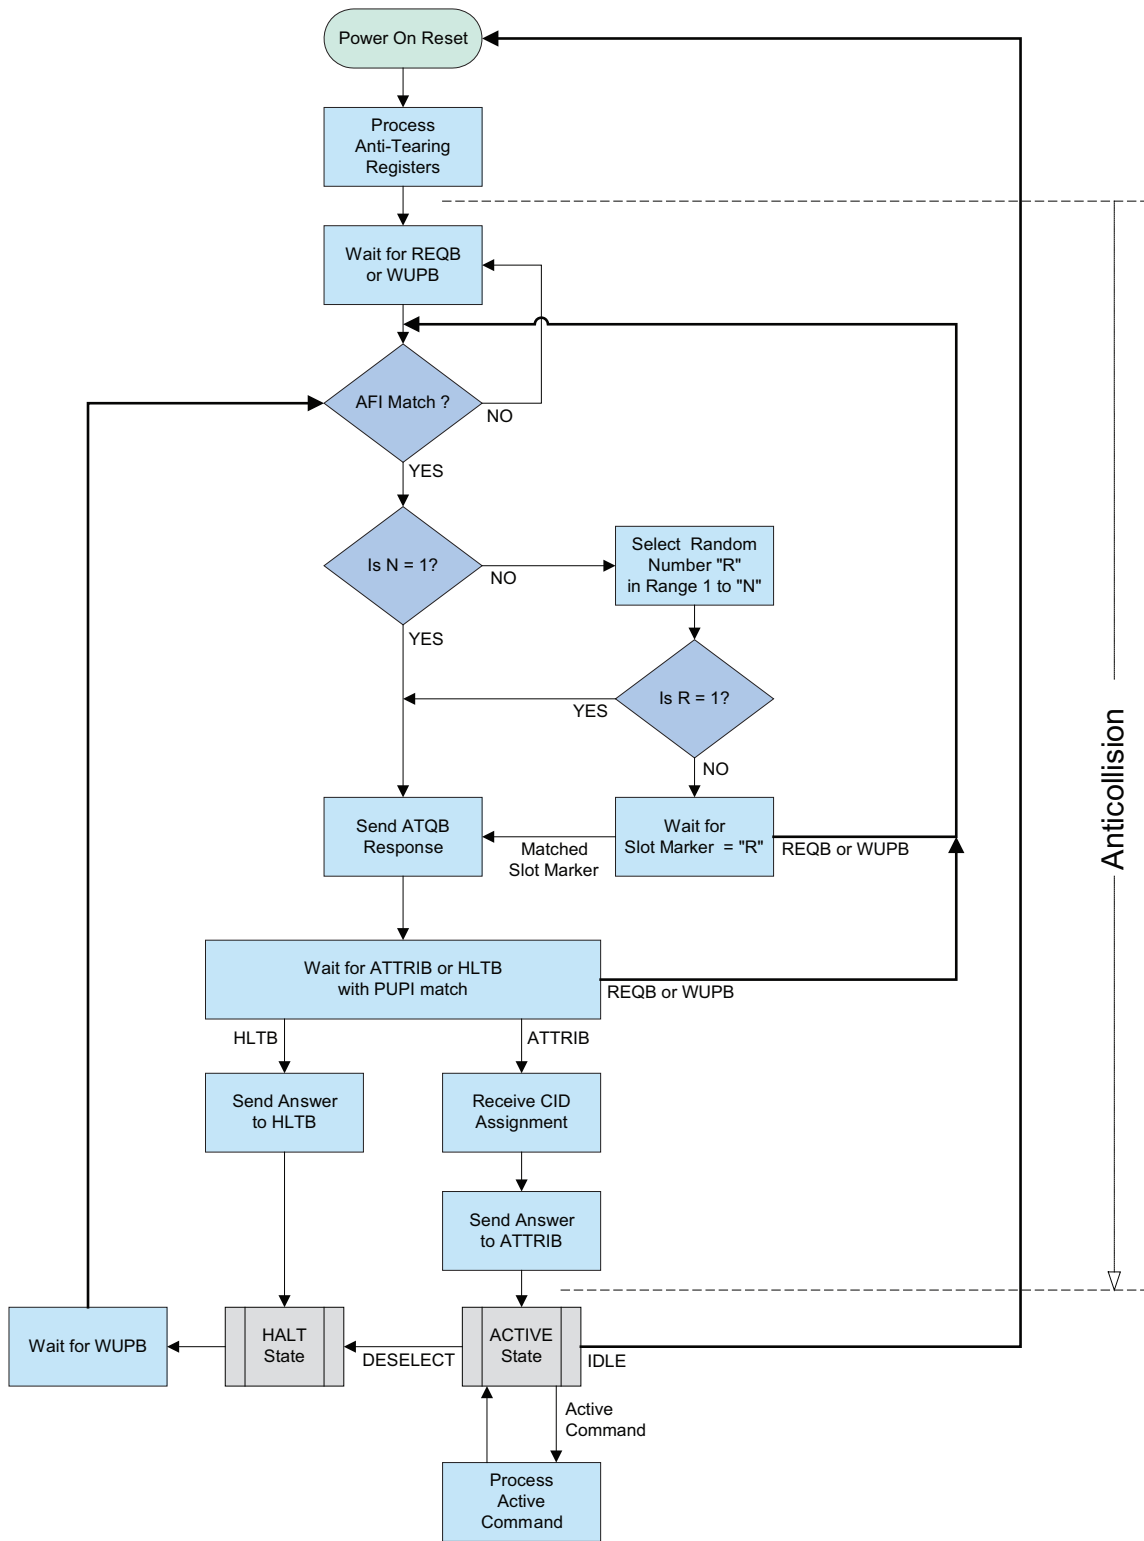 Power On Reset
Process
Anti-Tearing
Registers
Wait for REQB
or WUPB
AFI Match ?
NO
YES
Is N = 1?
NO
Select Random
Number "R"
in Range 1 to "N"
YES
Is R = 1?
YES
NO
Send ATQB
Response
Matched
Slot Marker
Wait for
Slot Marker = "R"
REQB or WUPB
Anticollision
Wait for ATTRIB or HLTB
with PUPI match
REQB or WUPB
HLTB
ATTRIB
Send Answer
to HLTB
Receive CID
Assignment
Send Answer
to ATTRIB
Wait for WUPB
HALT
State
DESELECT
ACTIVE
State
IDLE
Active
Command
Process
Active
Command